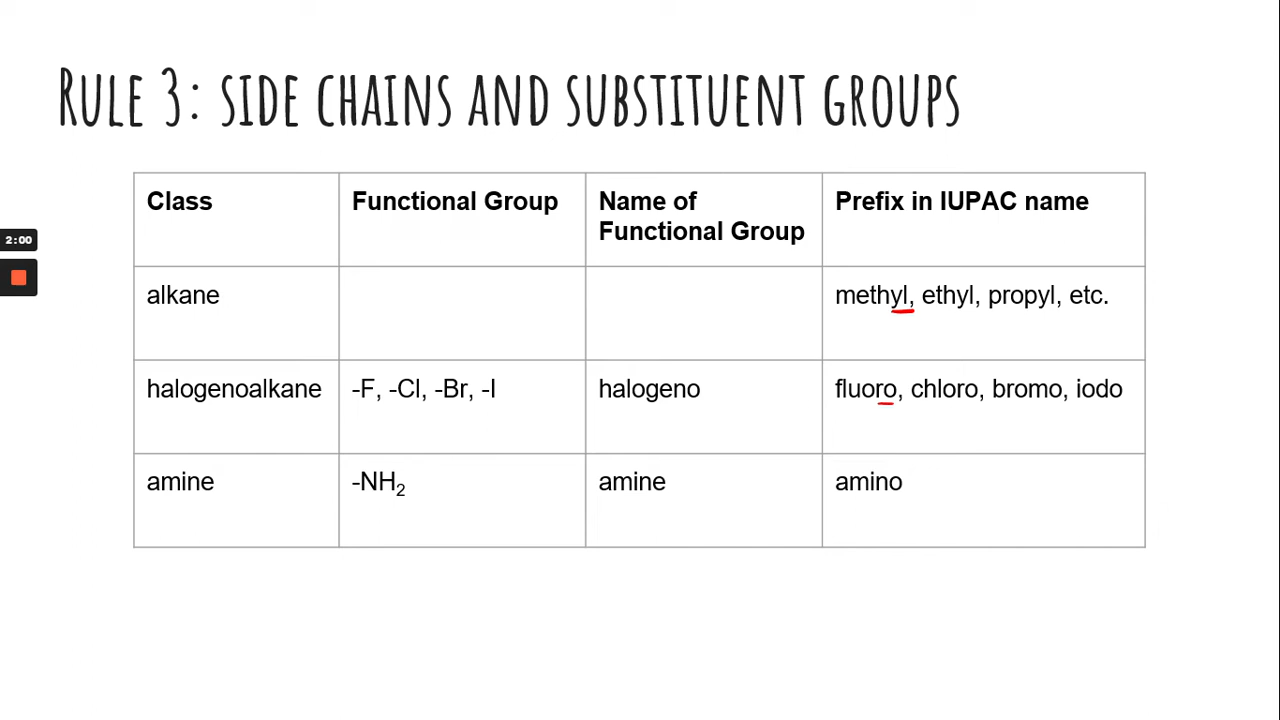 Rule 3: side chains and substituent groups
Class Functional Group Name of Functional Group Prefix in IUPAC name
2:00
alkane methyl, ethyl, propyl, etc.
halogenoalkane -F, -Cl, -Br, -I halogeno fluoro, chloro, bromo, iodo
amine -NH₂ amine amino